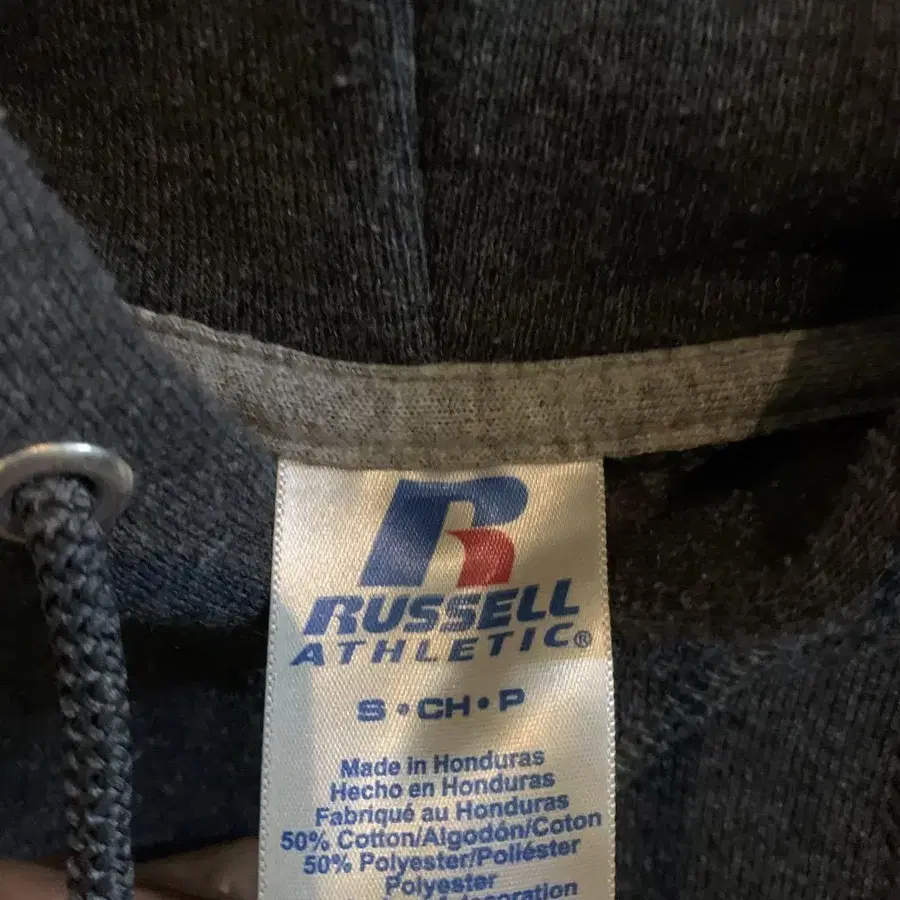 R
RUSSELL
ATHLETIC®
S • CH • P
Made in Honduras
Hecho en Honduras
Fabriqué au Honduras
50% Cotton/Algodón/Coton
50% Polyester/Poliéster
Polyester